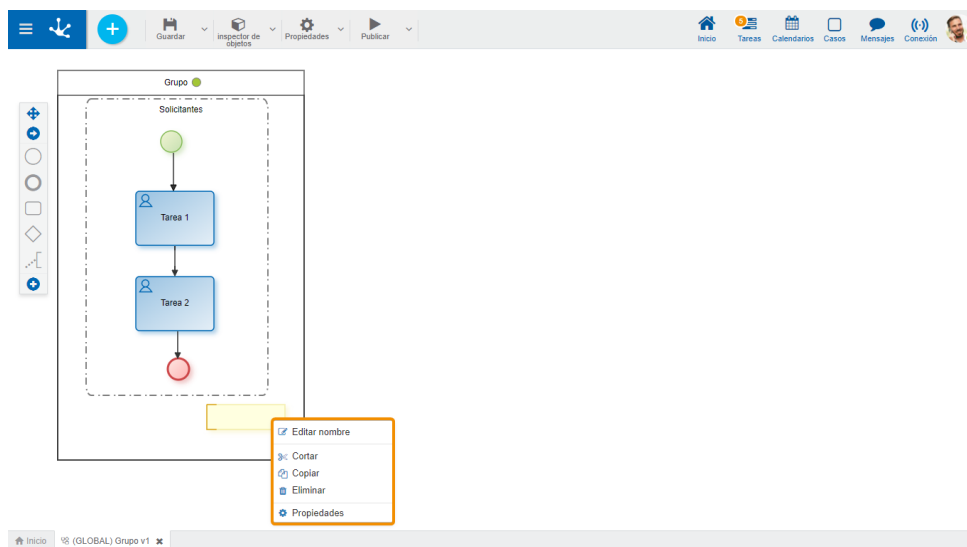 Guardar
inspector de
objetos
Propiedades
Publicar
Inicio
5
Tareas
Calendarios
Casos
Mensajes
Conexión
Grupo
Solicitantes
Tarea 1
Tarea 2
Editar nombre
Cortar
Copiar
Eliminar
Propiedades
Inicio
(GLOBAL) Grupo v1